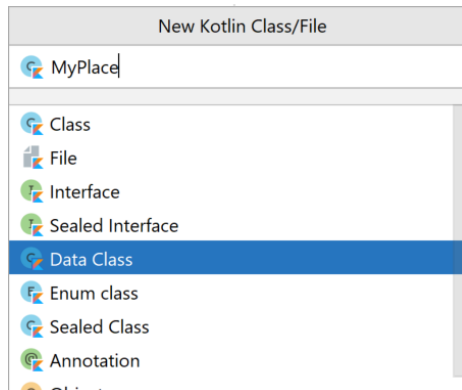 New Kotlin Class/File
MyPlace
Class
File
Interface
Sealed Interface
Data Class
Enum class
Sealed Class
Annotation